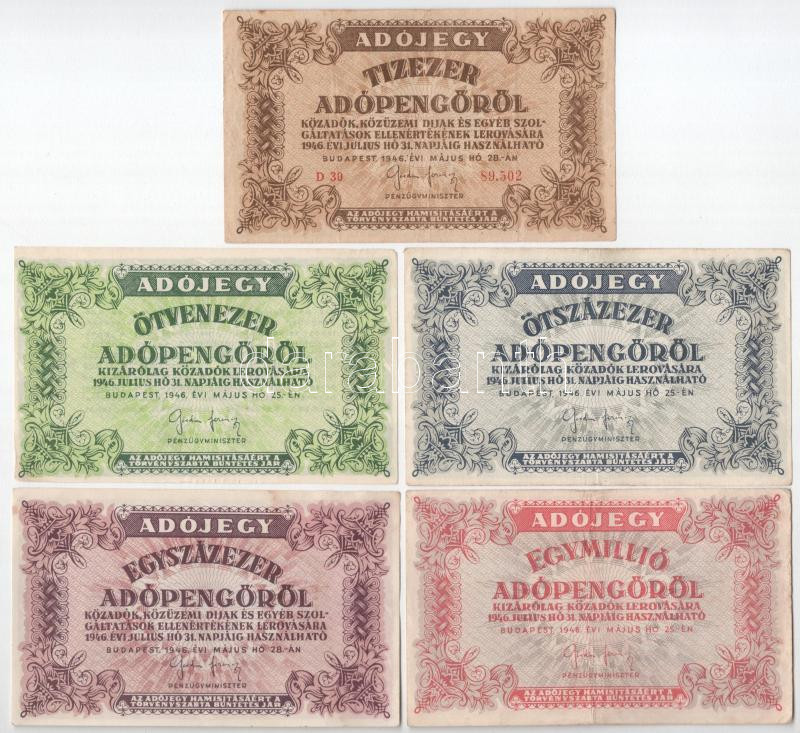 ADÓJEGY
TIZEZER
ADÓPENGŐRŐL
KÖZADÓK, KÖZÜZEMI DIJAK ÉS EGYÉB SZOL-
GÁLTATÁSOK ELLENÉRTÉKÉNEK LEROVÁSÁRA
1946. ÉVI JULIUS HÓ 31. NAPJÁIG HASZNÁLHATÓ
BUDAPEST, 1946. ÉVI MÁJUS HÓ 28.-ÁN
D 30 89.502
PÉNZÜGYMINISZTER
AZ ADÓJEGY HAMISITÁSÁÉRT A
TÖRVÉNYSZABTA BÜNTETÉS JÁR.
ADÓJEGY
ÖTVENEZER
ADÓPENGŐRŐL
KIZÁRÓLAG KÖZADÓK LEROVÁSÁRA
1946. JULIUS HÓ 31. NAPJÁIG HASZNÁLHATÓ
BUDAPEST, 1946. ÉVI MÁJUS HÓ 25.-ÉN
PÉNZÜGYMINISZTER
AZ ADÓJEGY HAMISITÁSÁÉRT A
TÖRVÉNYSZABTA BÜNTETÉS JÁR.
ADÓJEGY
ÖTSZÁZEZER
ADÓPENGŐRŐL
KIZÁRÓLAG KÖZADÓK LEROVÁSÁRA
1946. JULIUS HÓ 31. NAPJÁIG HASZNÁLHATÓ
BUDAPEST, 1946. ÉVI MÁJUS HÓ 25.-ÉN
PÉNZÜGYMINISZTER
AZ ADÓJEGY HAMISITÁSÁÉRT A
TÖRVÉNYSZABTA BÜNTETÉS JÁR.
ADÓJEGY
EGYSZÁZEZER
ADÓPENGŐRŐL
KÖZADÓK, KÖZÜZEMI DIJAK ÉS EGYÉB SZOL-
GÁLTATÁSOK ELLENÉRTÉKÉNEK LEROVÁSÁRA
1946. ÉVI JULIUS HÓ 31. NAPJÁIG HASZNÁLHATÓ
BUDAPEST, 1946. ÉVI MÁJUS HÓ 28.-ÁN
PÉNZÜGYMINISZTER
AZ ADÓJEGY HAMISITÁSÁÉRT A
TÖRVÉNYSZABTA BÜNTETÉS JÁR.
ADÓJEGY
EGYMILLIÓ
ADÓPENGŐRŐL
KIZÁRÓLAG KÖZADÓK LEROVÁSÁRA
1946. JULIUS HÓ 31. NAPJÁIG HASZNÁLHATÓ
BUDAPEST, 1946. ÉVI MÁJUS HÓ 25.-ÉN
PÉNZÜGYMINISZTER
AZ ADÓJEGY HAMISITÁSÁÉRT A
TÖRVÉNYSZABTA BÜNTETÉS JÁR.